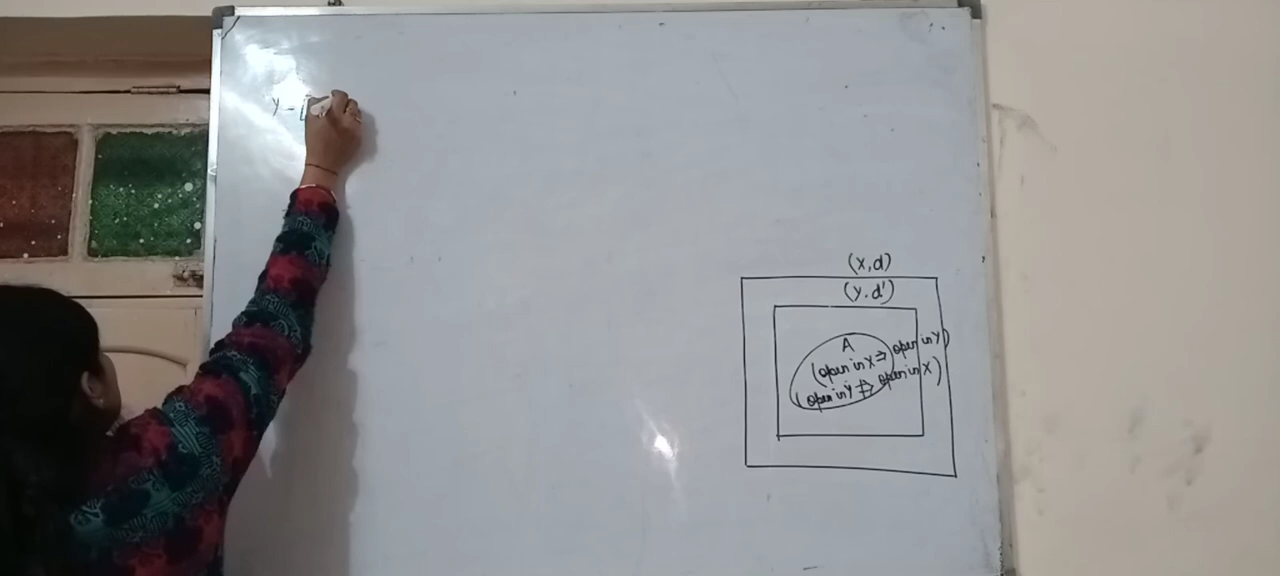 Y - [
(X,d)
(Y.d')
A
(open in X ⇒ open in Y)
(open in Y ⇏ open in X)